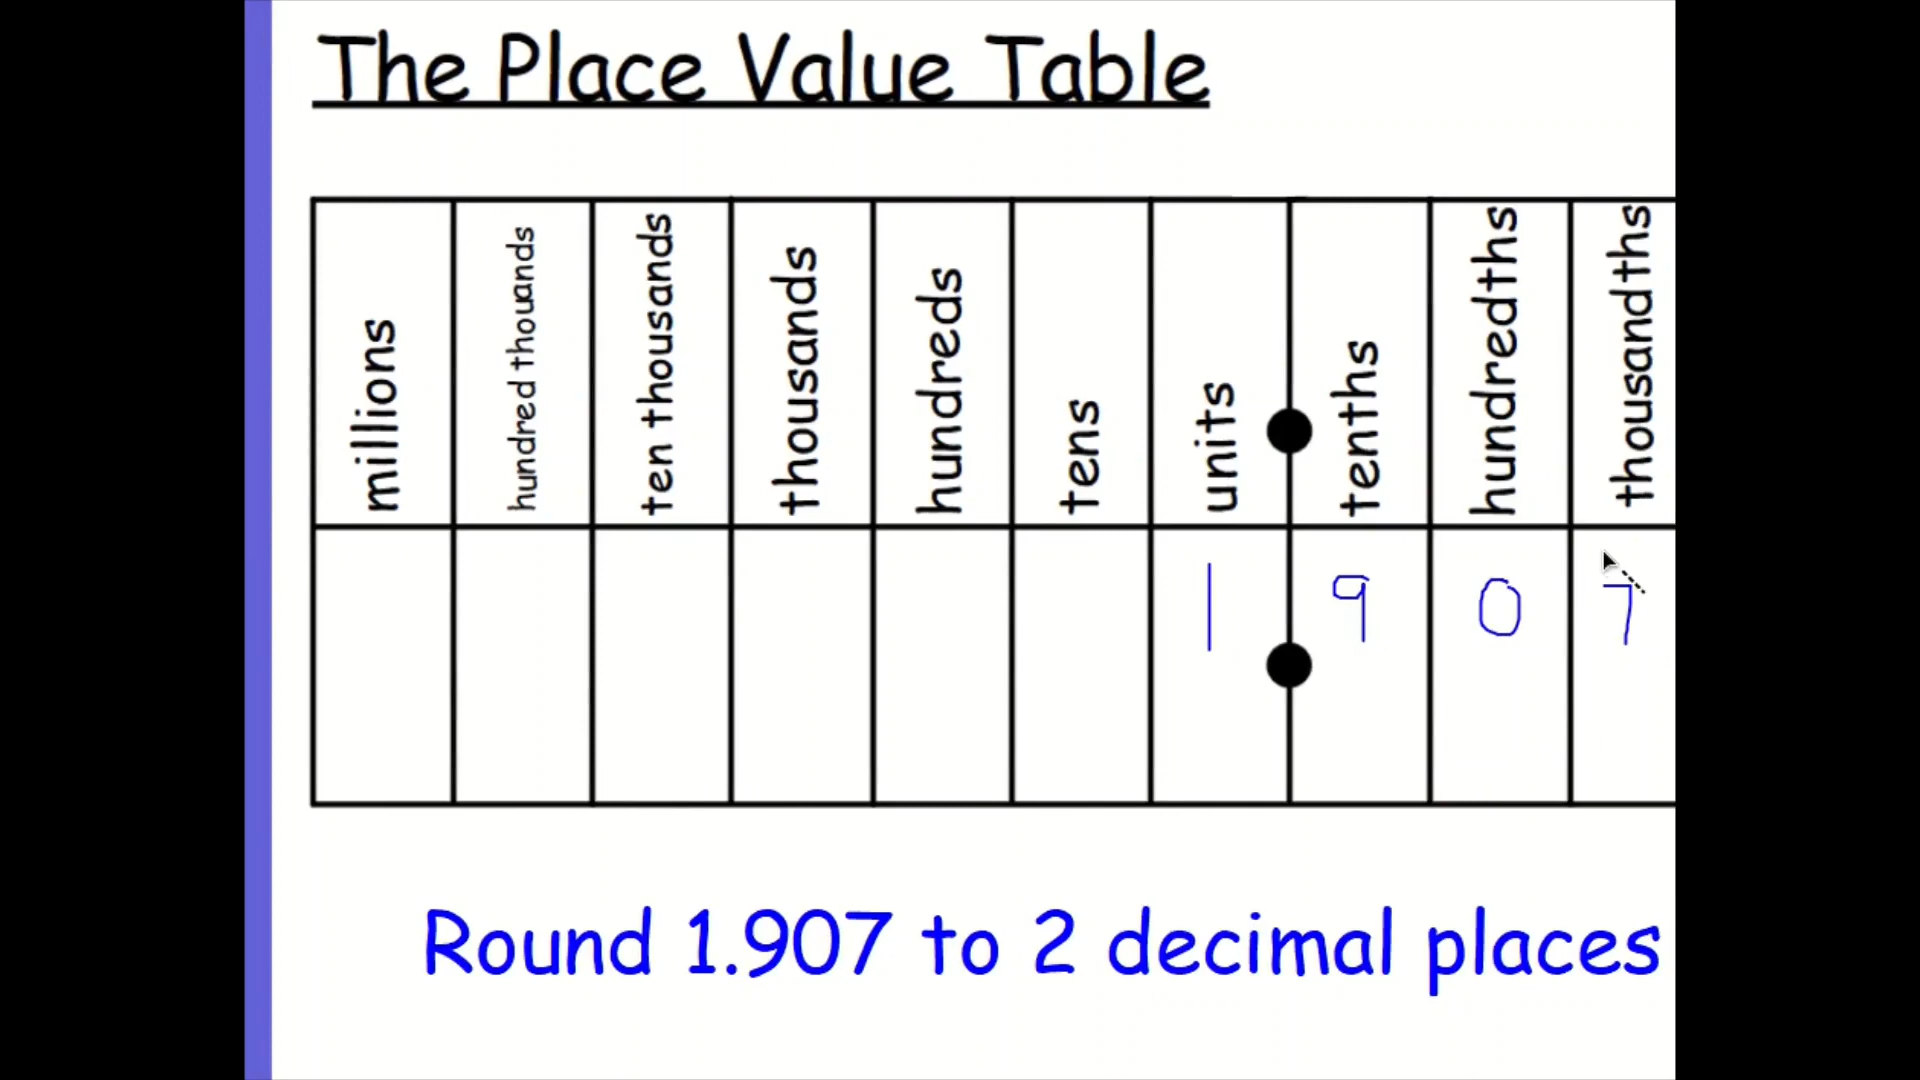 The Place Value Table
millions hundred thouands ten thousands thousands hundreds tens units tenths hundredths thousandths
1 9 0 7
Round 1.907 to 2 decimal places